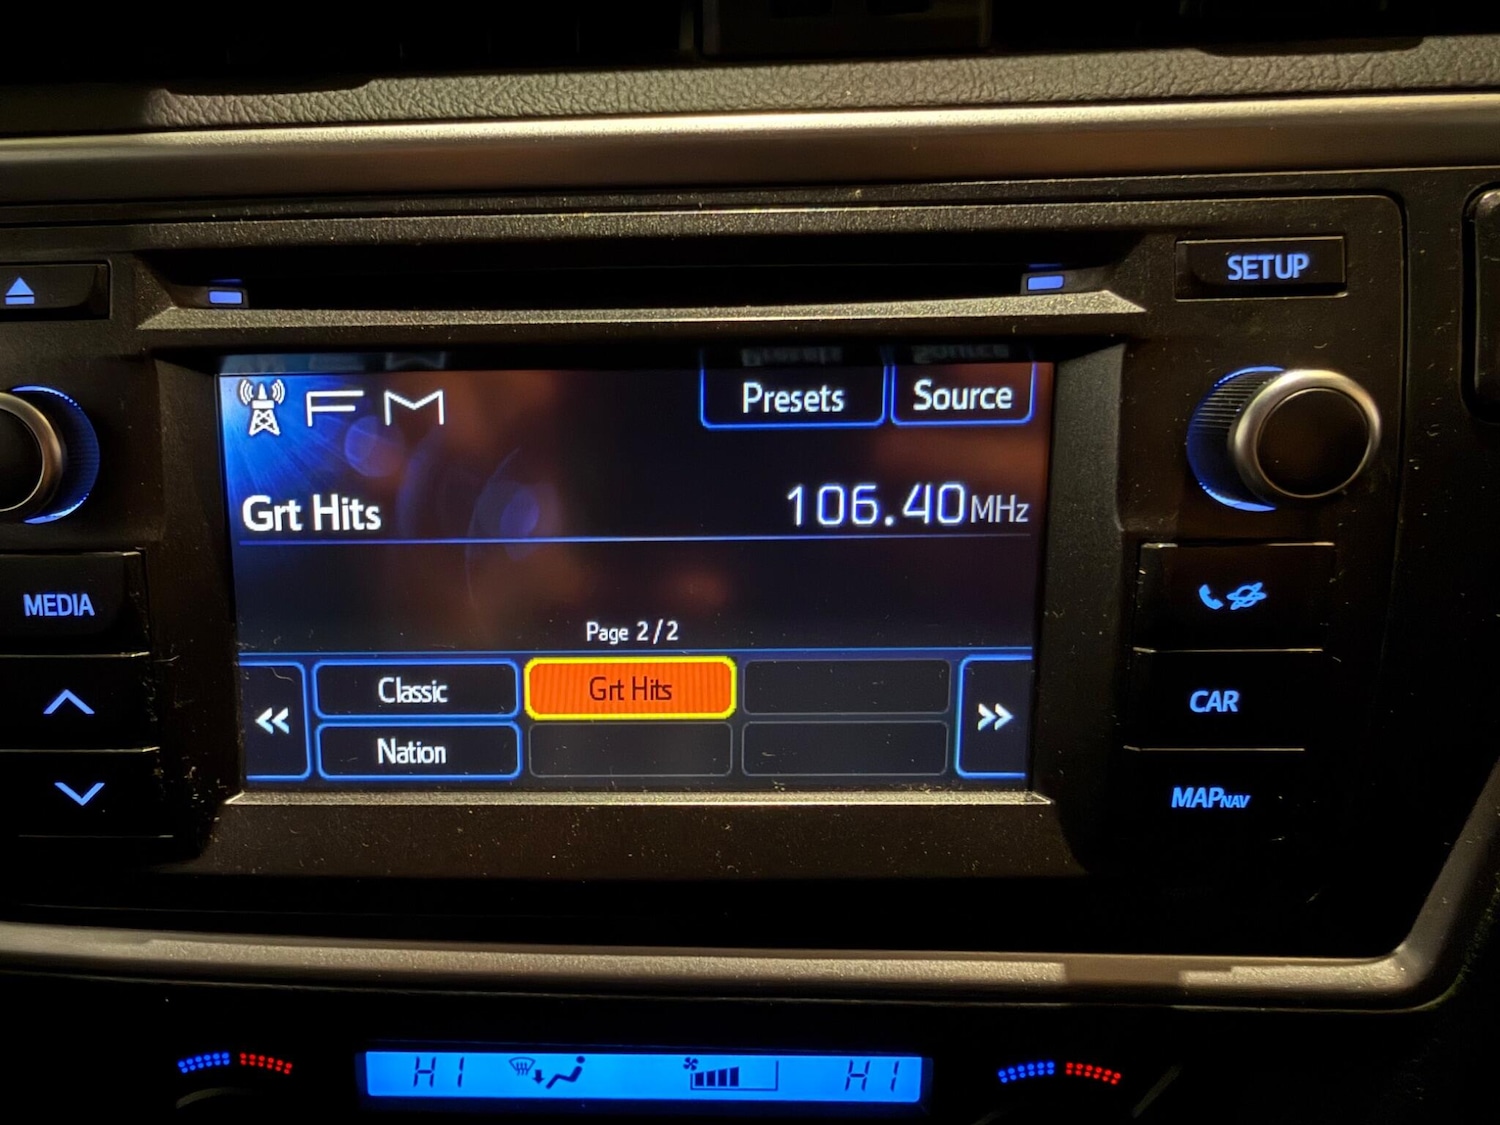 SETUP
FM
Presets
Source
Grt Hits
106.40MHz
MEDIA
Page 2/2
Classic
Grt Hits
Nation
CAR
MAPNAV
HI
HI